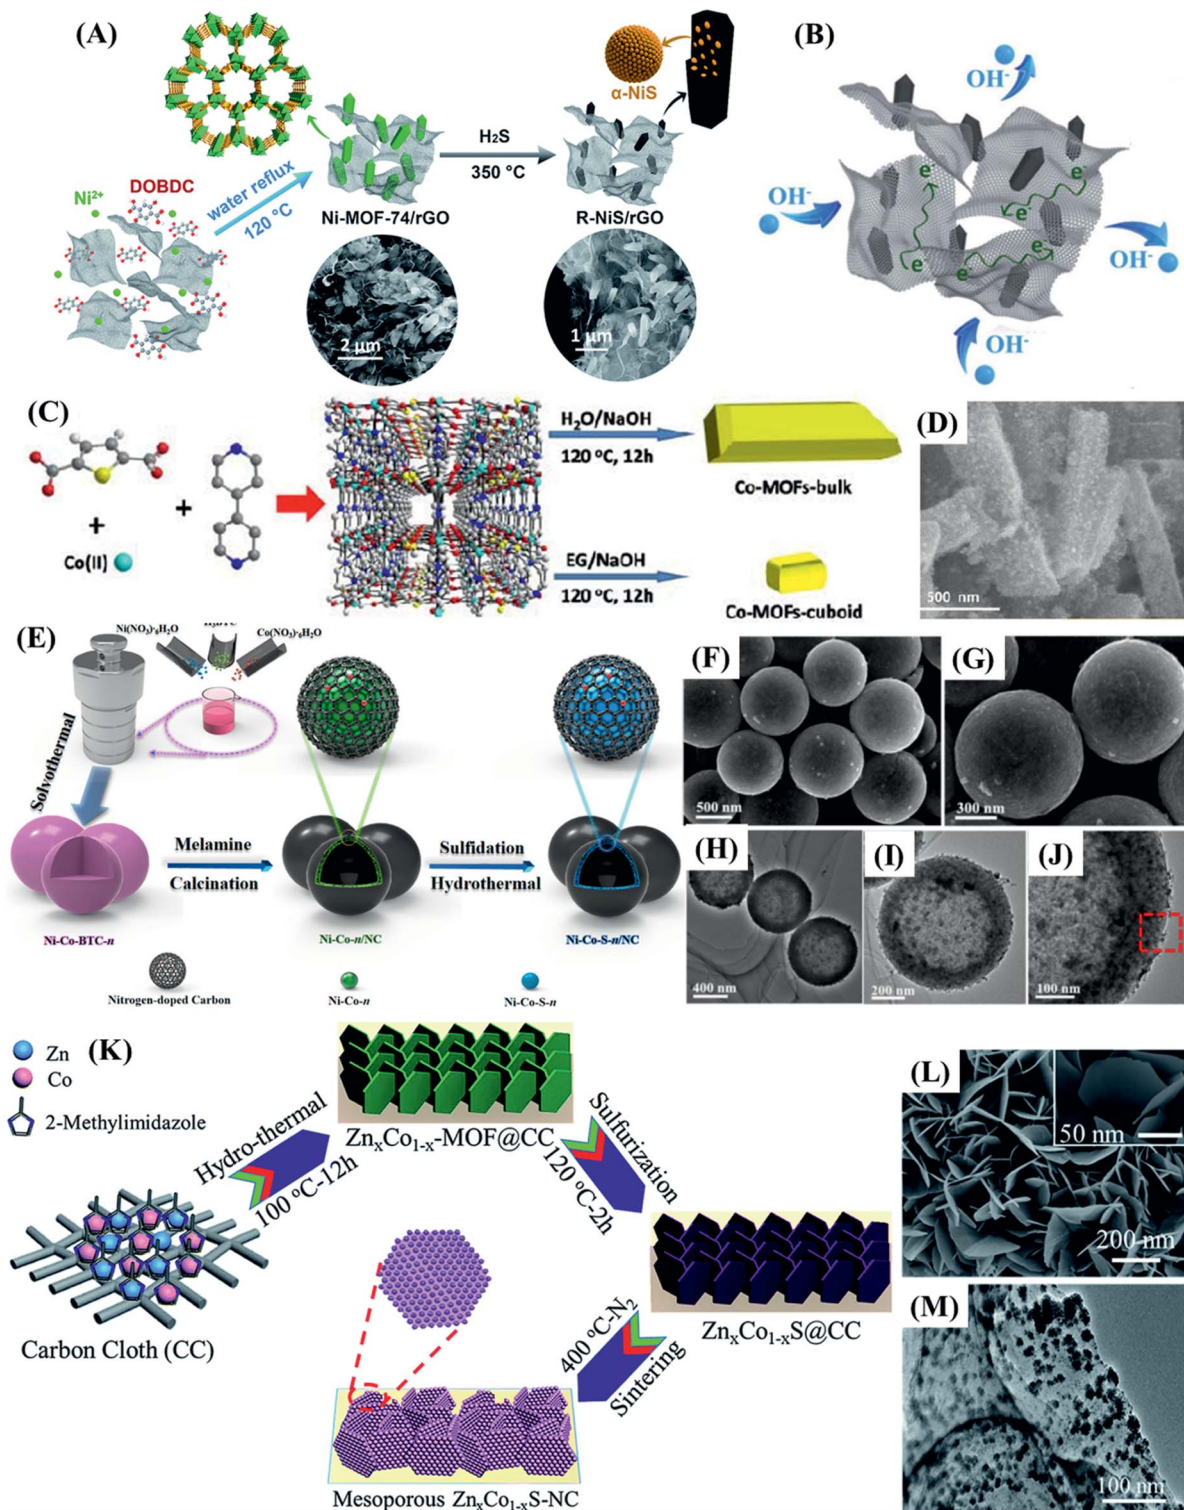 (A)
α-NiS
H₂S
350 °C
Ni²⁺
DOBDC
water reflux
120 °C
Ni-MOF-74/rGO
R-NiS/rGO
2 μm
1 μm
(B)
OH⁻
OH⁻
OH⁻
OH⁻
e⁻
e⁻
e⁻
e⁻
e⁻
e⁻
(C)
+
+
Co(II)
H₂O/NaOH
120 °C, 12h
Co-MOFs-bulk
EG/NaOH
120 °C, 12h
Co-MOFs-cuboid
(D)
500 nm
(E)
Ni(NO₃)·6H₂O
Co(NO₃)·6H₂O
Solvothermal
Melamine
Calcination
Sulfidation
Hydrothermal
Ni-Co-BTC-n
Ni-Co-n/NC
Ni-Co-S-n/NC
Nitrogen-doped Carbon
Ni-Co-n
Ni-Co-S-n
(F)
500 nm
(G)
300 nm
(H)
400 nm
(I)
200 nm
(J)
100 nm
(K)
Zn
Co
2-Methylimidazole
Carbon Cloth (CC)
Hydro-thermal
100 °C-12h
ZnₓCo₁₋ₓ-MOF@CC
Sulfurization
120 °C-2h
ZnₓCo₁₋ₓS@CC
400 °C-N₂
Sintering
Mesoporous ZnₓCo₁₋ₓS-NC
(L)
50 nm
200 nm
(M)
100 nm